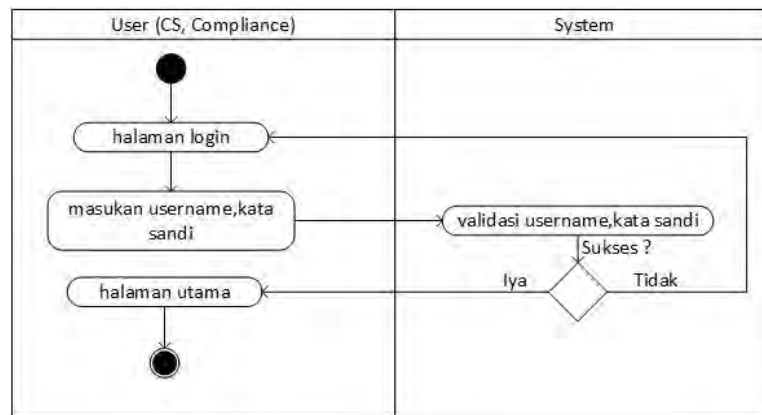 User (CS, Compliance)
System
halaman login
masukan username,kata
sandi
validasi username,kata sandi
Sukses ?
Iya
Tidak
halaman utama